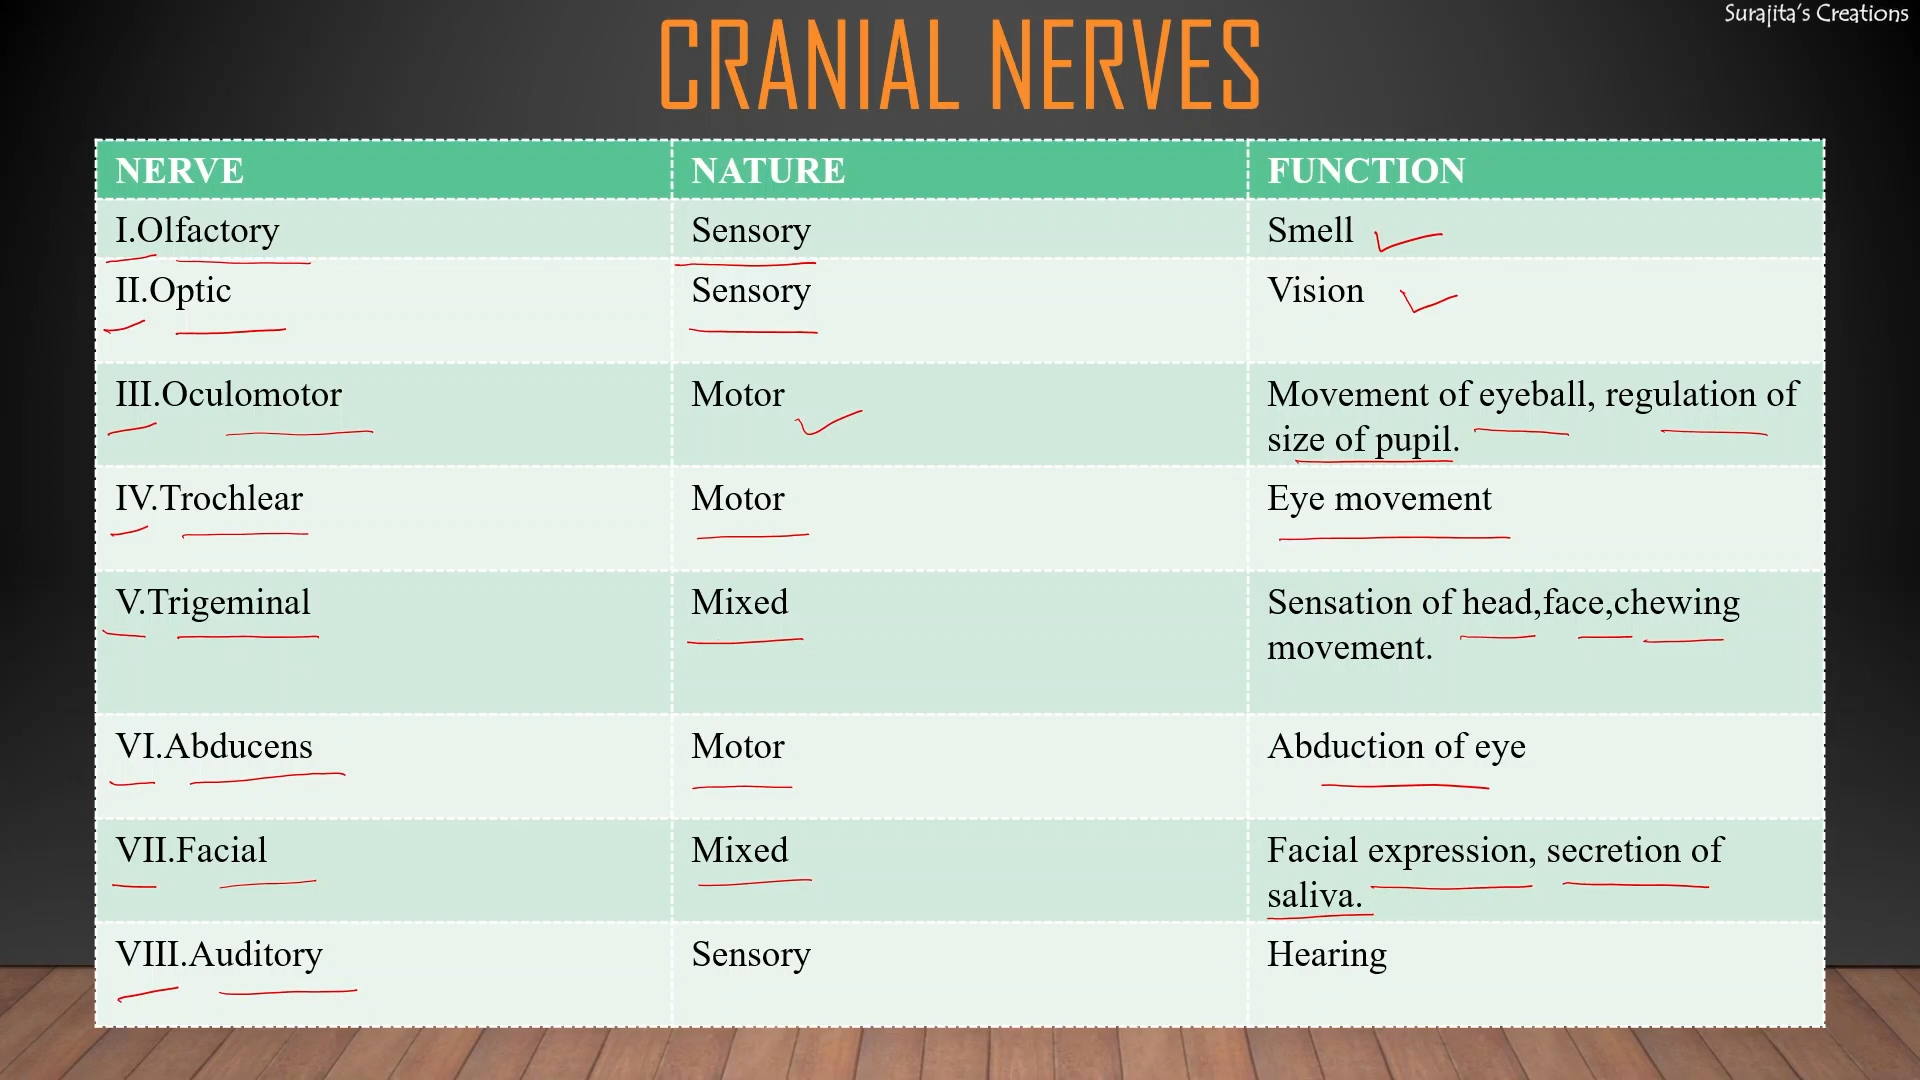 Surajita's Creations
CRANIAL NERVES
NERVE NATURE FUNCTION
I.Olfactory Sensory Smell
II.Optic Sensory Vision
III.Oculomotor Motor Movement of eyeball, regulation of
size of pupil.
IV.Trochlear Motor Eye movement
V.Trigeminal Mixed Sensation of head,face,chewing
movement.
VI.Abducens Motor Abduction of eye
VII.Facial Mixed Facial expression, secretion of
saliva.
VIII.Auditory Sensory Hearing